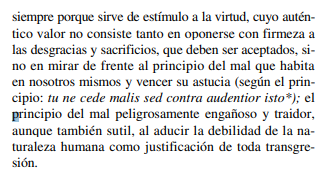 siempre porque sirve de estímulo a la virtud, cuyo autén-
tico valor no consiste tanto en oponerse con firmeza a
las desgracias y sacrificios, que deben ser aceptados, si-
no en mirar de frente al principio del mal que habita
en nosotros mismos y vencer su astucia (según el prin-
cipio: tu ne cede malis sed contra audentior isto*); el
principio del mal peligrosamente engañoso y traidor,
aunque también sutil, al aducir la debilidad de la na-
turaleza humana como justificación de toda transgre-
sión.